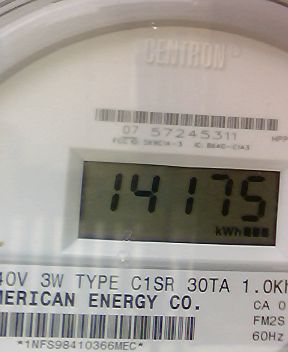 CENTRON®
07 57245311
14175
kWh
40V 3W TYPE C1SR 30TA 1.0Kh
MERICAN ENERGY CO.
CA 0
FM2S
60Hz
*1NFS98410366MEC*